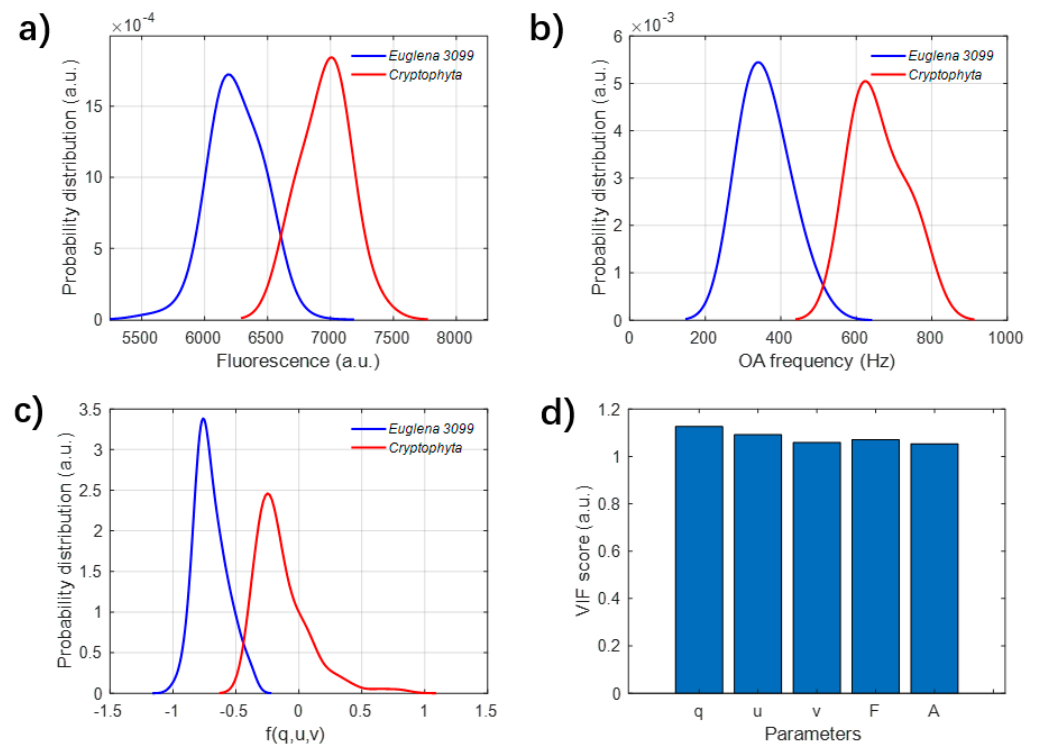 a)
×10⁻⁴
Probability distribution (a.u.)
15
10
5
0
5500 6000 6500 7000 7500 8000
Fluorescence (a.u.)
Euglena 3099
Cryptophyta
b)
×10⁻³
Probability distribution (a.u.)
6
5
4
3
2
1
0
0 200 400 600 800 1000
OA frequency (Hz)
Euglena 3099
Cryptophyta
c)
Probability distribution (a.u.)
3.5
3
2.5
2
1.5
1
0.5
0
-1.5 -1 -0.5 0 0.5 1 1.5
f(q,u,v)
Euglena 3099
Cryptophyta
d)
VIF score (a.u.)
1.2
1
0.8
0.6
0.4
0.2
0
q u v F A
Parameters